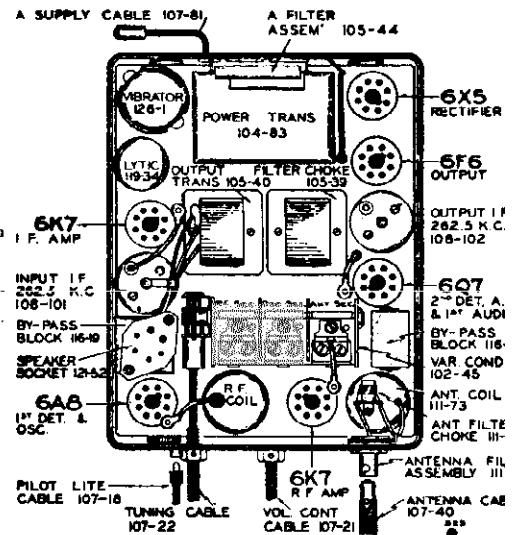 A SUPPLY CABLE 107-81
A FILTER
ASSEM' 105-44
VIBRATOR
126-1
POWER TRANS
104-83
6X5
RECTIFIER
LYTIC
119-34
OUTPUT
TRANS 105-40
FILTER CHOKE
105-39
6F6
OUTPUT
6K7
I F. AMP
OUTPUT I F
262.5 K.C.
108-102
INPUT I F
262.5 K.C
108-101
6Q7
2ND DET. A.
& 1ST AUDI
BY-PASS
BLOCK 116-19
ANT SEC.
BY-PASS
BLOCK 116-
SPEAKER
SOCKET 121-52
VAR COND
102-45
6A8
1ST DET. &
OSC.
R F
COIL
ANT. COIL
111-73
ANT FILTE
CHOKE 111-
6K7
R F AMP
ANTENNA FIL
ASSEMBLY 111
PILOT LITE
CABLE 107-18
TUNING CABLE
107-22
VOL. CONT
CABLE 107-21
ANTENNA CAB
107-40